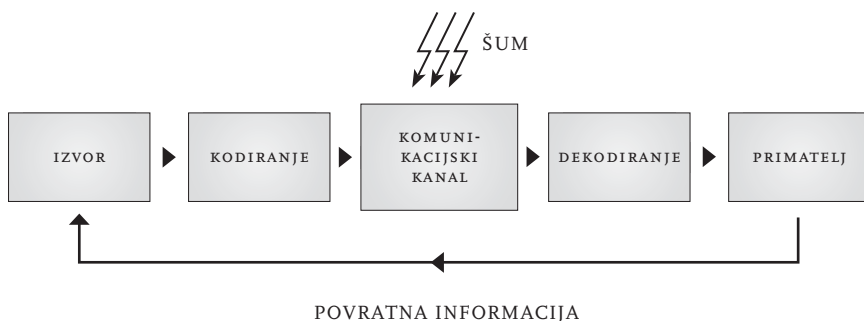 ŠUM
IZVOR
KODIRANJE
KOMUNI-
KACIJSKI
KANAL
DEKODIRANJE
PRIMATELJ
POVRATNA INFORMACIJA